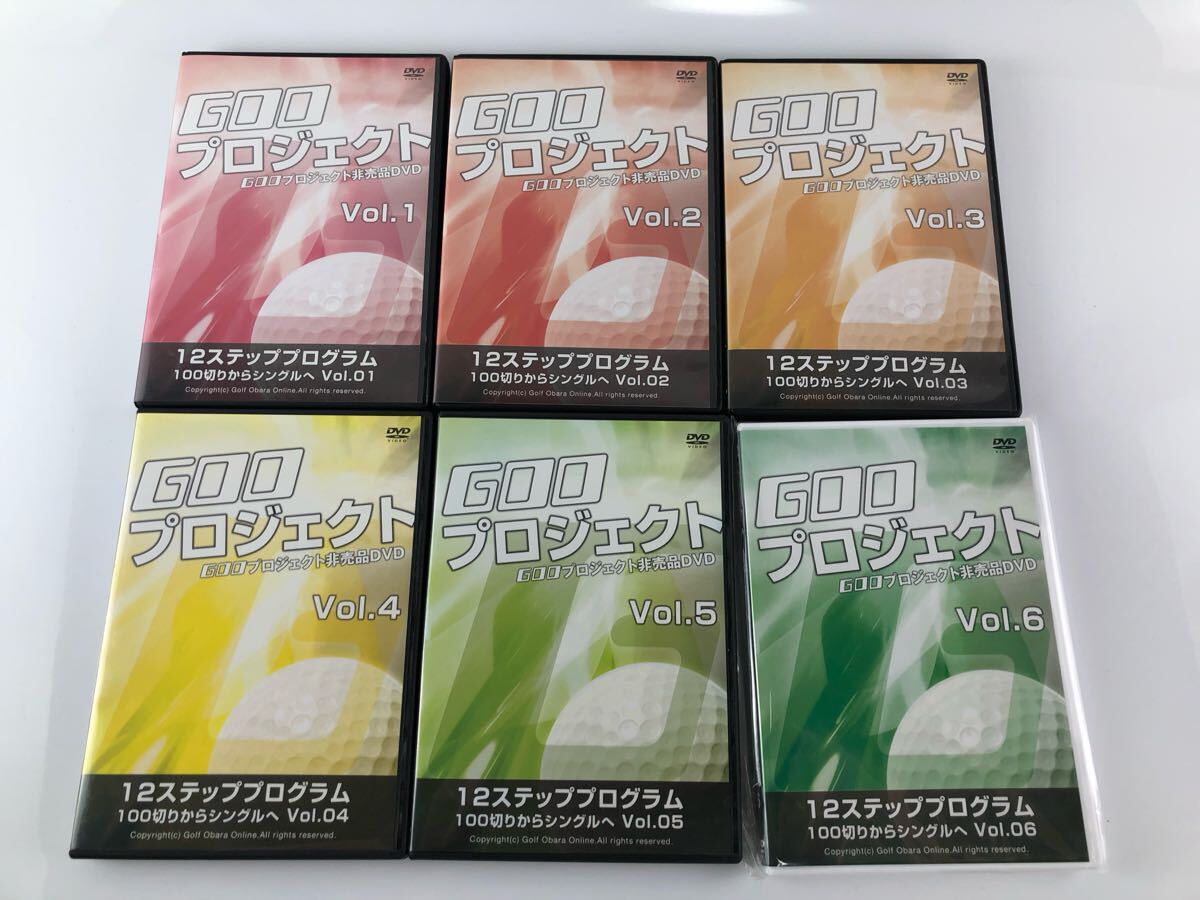 DVD
VIDEO
GOO
プロジェクト
GOOプロジェクト非売品DVD
Vol.1
12ステッププログラム
100切りからシングルへ Vol.01
Copyright(c) Golf Obara Online.All rights reserved.
DVD
VIDEO
GOO
プロジェクト
GOOプロジェクト非売品DVD
Vol.2
12ステッププログラム
100切りからシングルへ Vol.02
Copyright(c) Golf Obara Online.All rights reserved.
DVD
VIDEO
GOO
プロジェクト
GOOプロジェクト非売品DVD
Vol.3
12ステッププログラム
100切りからシングルへ Vol.03
Copyright(c) Golf Obara Online.All rights reserved.
DVD
VIDEO
GOO
プロジェクト
GOOプロジェクト非売品DVD
Vol.4
12ステッププログラム
100切りからシングルへ Vol.04
Copyright(c) Golf Obara Online.All rights reserved.
DVD
VIDEO
GOO
プロジェクト
GOOプロジェクト非売品DVD
Vol.5
12ステッププログラム
100切りからシングルへ Vol.05
Copyright(c) Golf Obara Online.All rights reserved.
DVD
VIDEO
GOO
プロジェクト
GOOプロジェクト非売品DVD
Vol.6
12ステッププログラム
100切りからシングルへ Vol.06
Copyright(c) Golf Obara Online.All rights reserved.